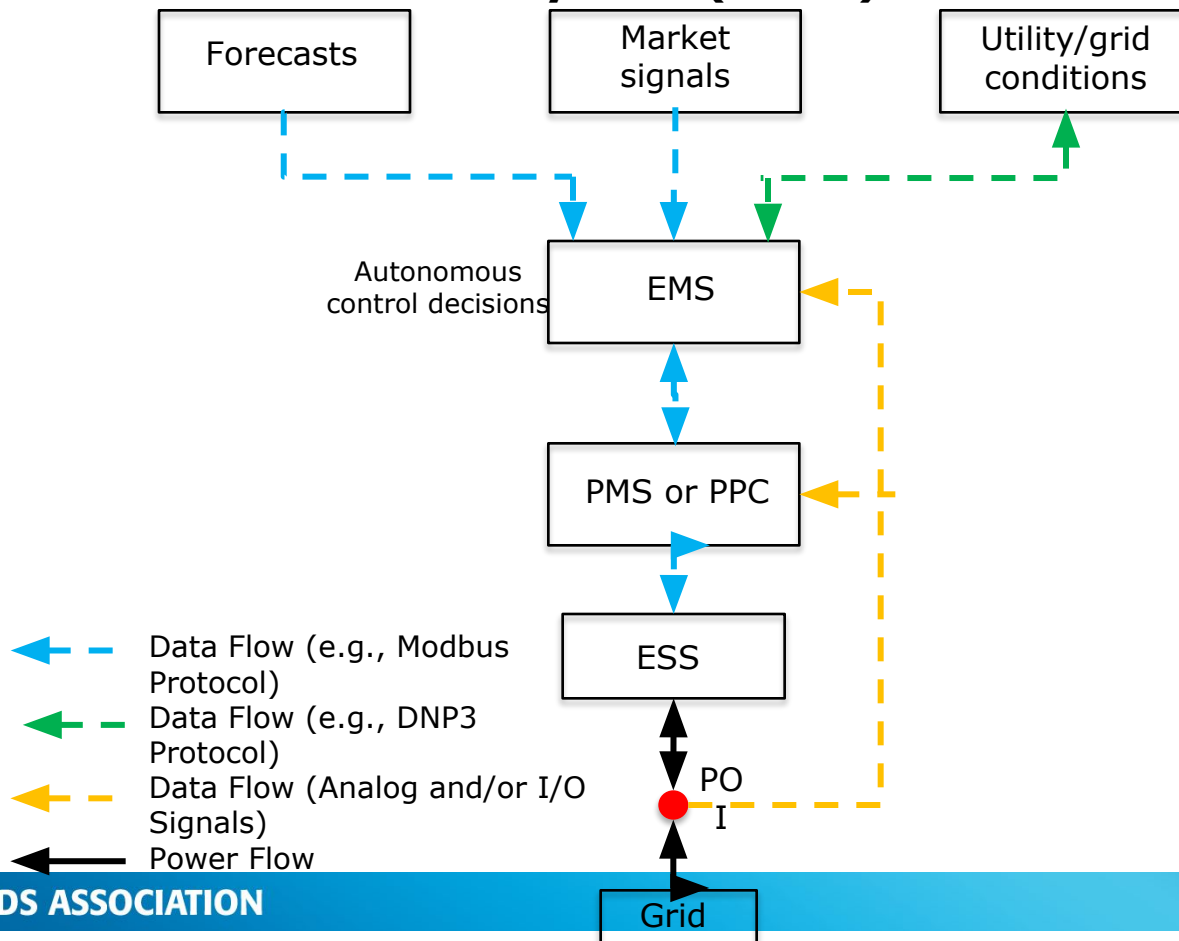 Forecasts
Market
signals
Utility/grid
conditions
Autonomous
control decisions
EMS
PMS or PPC
ESS
PO
I
Data Flow (e.g., Modbus
Protocol)
Data Flow (e.g., DNP3
Protocol)
Data Flow (Analog and/or I/O
Signals)
Power Flow
DS ASSOCIATION
Grid